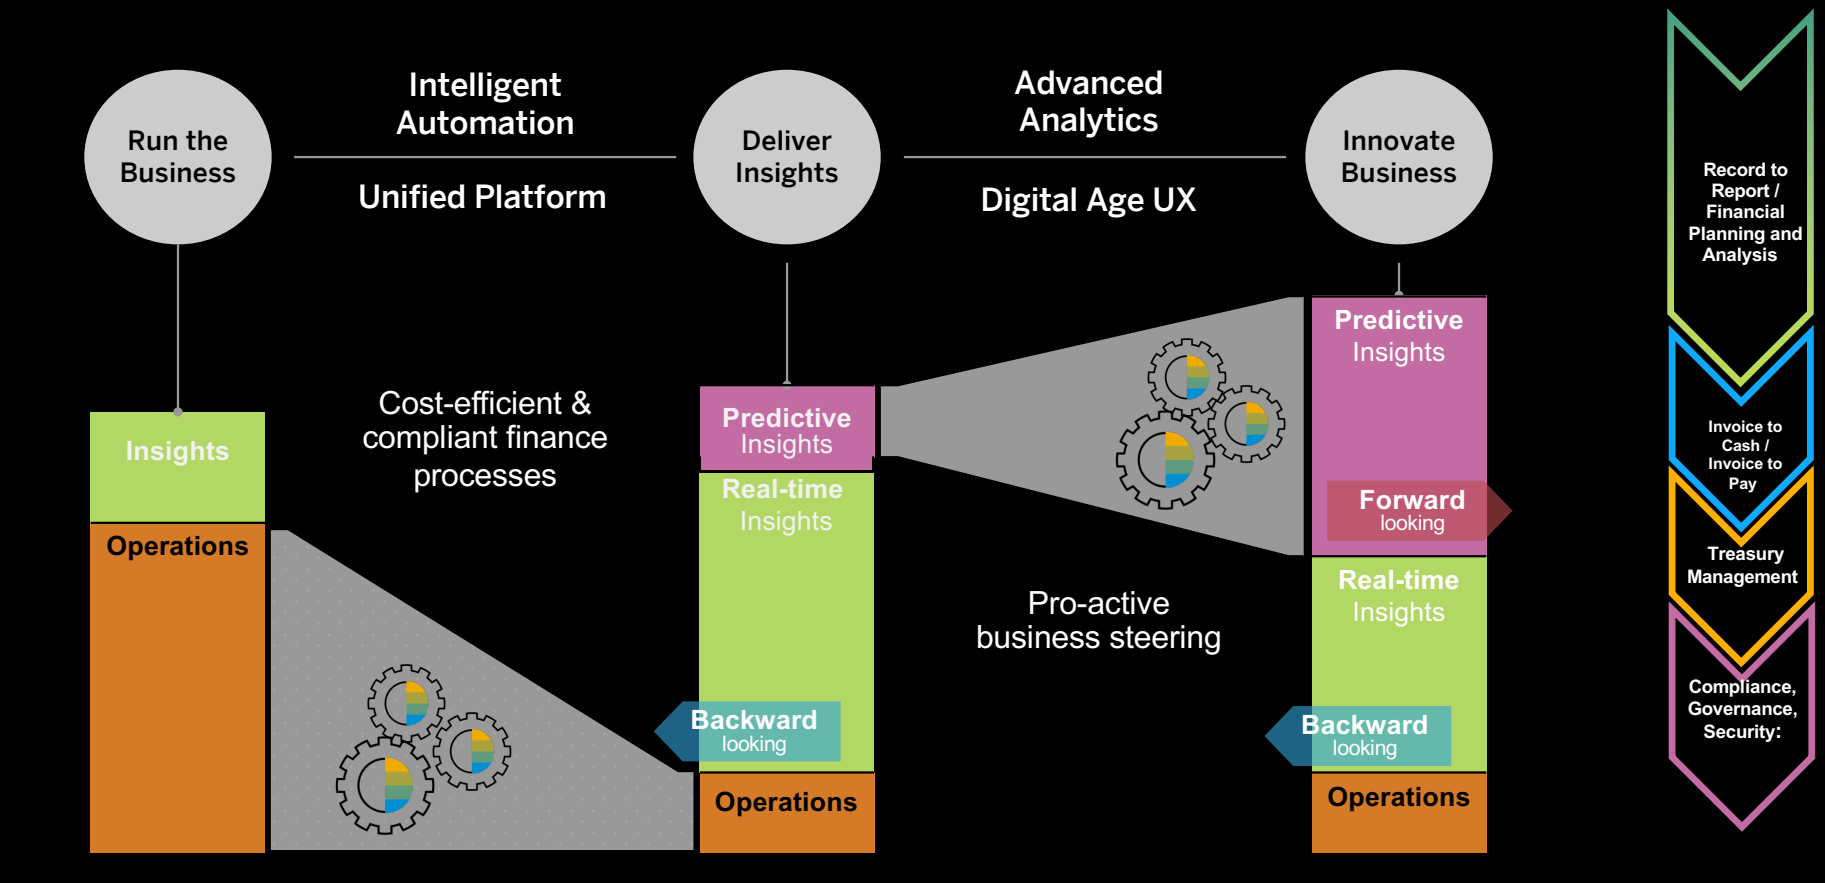 Run the
Business
Intelligent
Automation
Unified Platform
Deliver
Insights
Advanced
Analytics
Digital Age UX
Innovate
Business
Insights
Operations
Cost-efficient &
compliant finance
processes
Predictive
Insights
Real-time
Insights
Backward
looking
Operations
Pro-active
business steering
Predictive
Insights
Forward
looking
Real-time
Insights
Backward
looking
Operations
Record to
Report /
Financial
Planning and
Analysis
Invoice to
Cash /
Invoice to
Pay
Treasury
Management
Compliance,
Governance,
Security: